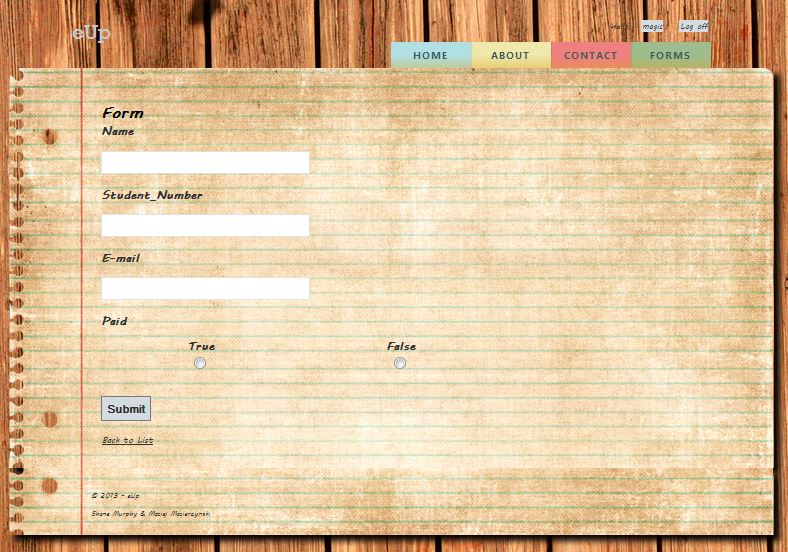 eUp
Hello, magic! Log off
HOME ABOUT CONTACT FORMS
Form
Name
Student_Number
E-mail
Paid
True False
Submit
Back to List
© 2013 - eUp
Shane Murphy & Maciej Macierzynski